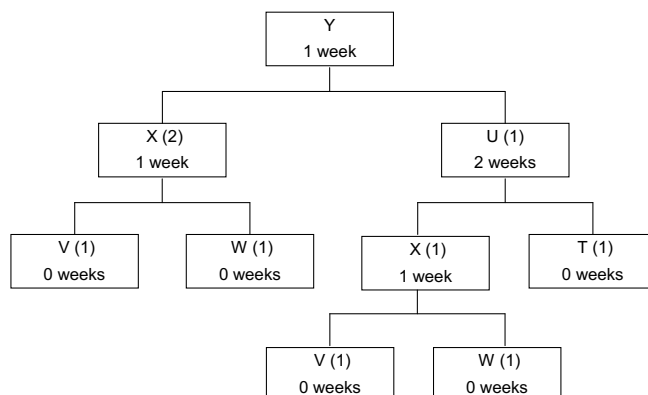 Y
1 week
X (2)
1 week
U (1)
2 weeks
V (1)
0 weeks
W (1)
0 weeks
X (1)
1 week
T (1)
0 weeks
V (1)
0 weeks
W (1)
0 weeks